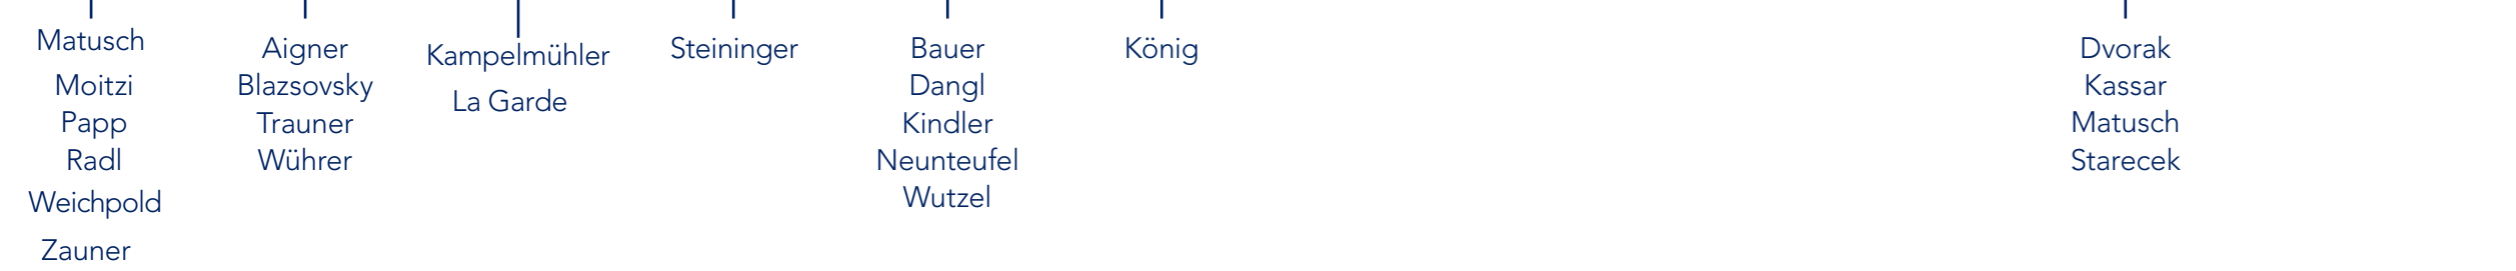 Matusch
Moitzi
Papp
Radl
Weichpold
Zauner
Aigner
Blazsovsky
Trauner
Wührer
Kampelmühler
La Garde
Steininger
Bauer
Dangl
Kindler
Neunteufel
Wutzel
König
Dvorak
Kassar
Matusch
Starecek